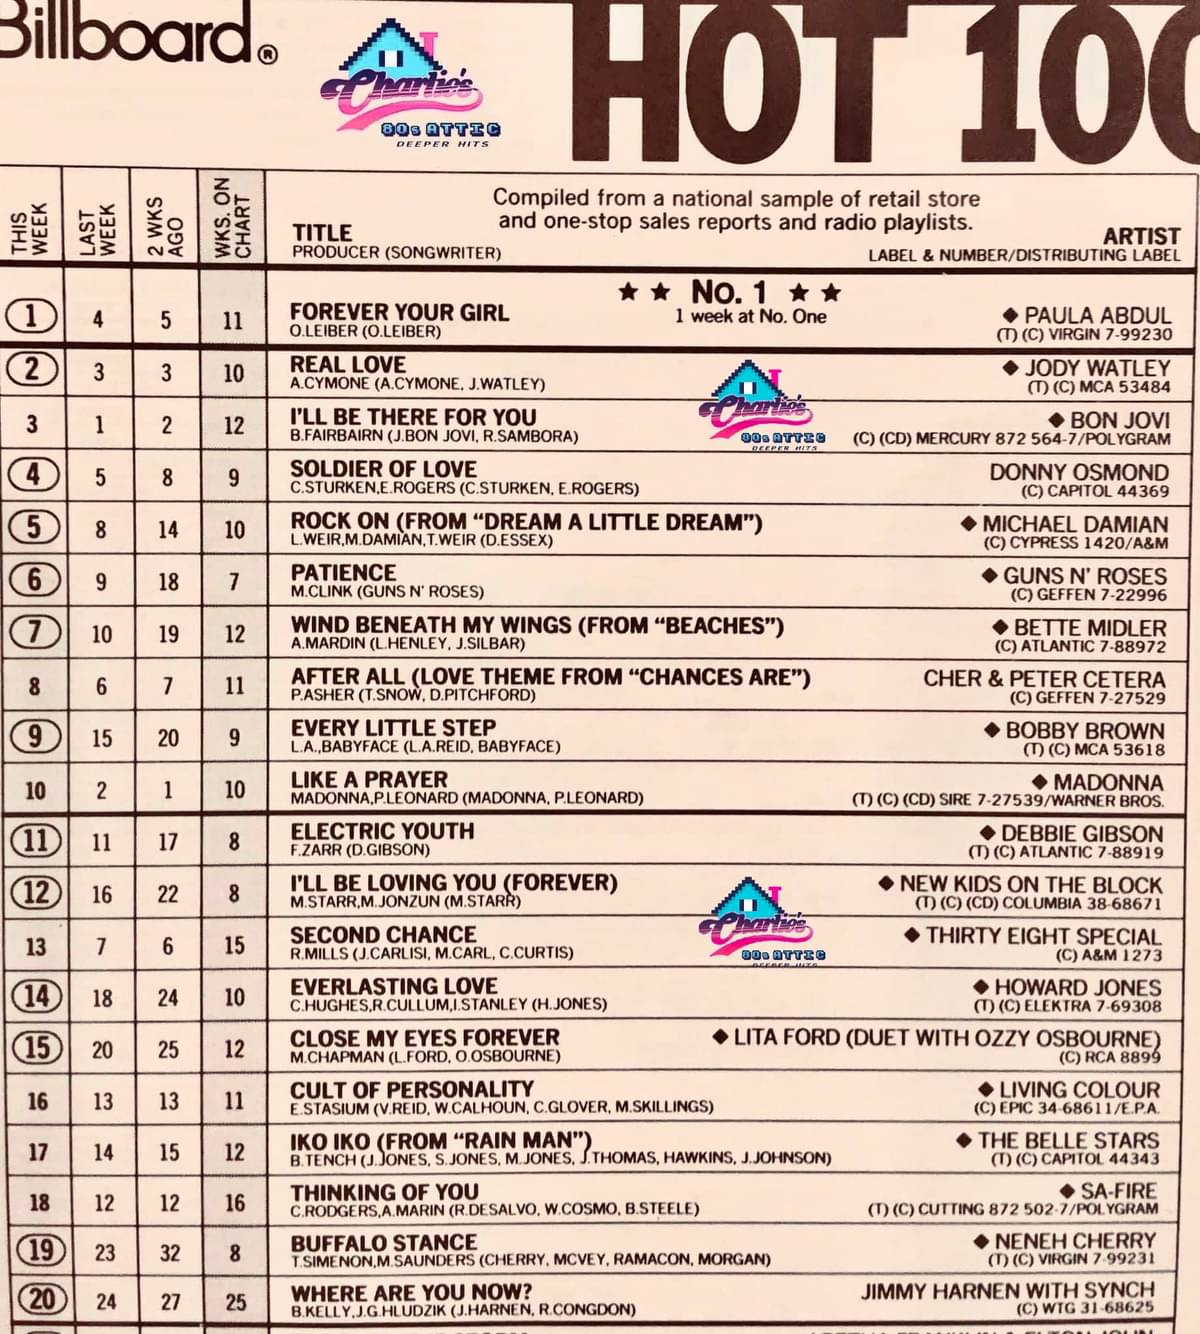 Billboard®
HOT 100
Charlie's
80s ATTIC
DEEPER HITS
THIS WEEK
LAST WEEK
2 WKS AGO
WKS. ON CHART
Compiled from a national sample of retail store
and one-stop sales reports and radio playlists.
TITLE ARTIST
PRODUCER (SONGWRITER) LABEL & NUMBER/DISTRIBUTING LABEL
★ ★ No. 1 ★ ★
1 4 5 11 FOREVER YOUR GIRL 1 week at No. One ◆ PAULA ABDUL
O.LEIBER (O.LEIBER) (T) (C) VIRGIN 7-99230
2 3 3 10 REAL LOVE ◆ JODY WATLEY
A.CYMONE (A.CYMONE, J.WATLEY) (T) (C) MCA 53484
Charlie's
80s ATTIC
DEEPER HITS
3 1 2 12 I'LL BE THERE FOR YOU ◆ BON JOVI
B.FAIRBAIRN (J.BON JOVI, R.SAMBORA) (C) (CD) MERCURY 872 564-7/POLYGRAM
4 5 8 9 SOLDIER OF LOVE DONNY OSMOND
C.STURKEN,E.ROGERS (C.STURKEN, E.ROGERS) (C) CAPITOL 44369
5 8 14 10 ROCK ON (FROM "DREAM A LITTLE DREAM") ◆ MICHAEL DAMIAN
L.WEIR,M.DAMIAN,T.WEIR (D.ESSEX) (C) CYPRESS 1420/A&M
6 9 18 7 PATIENCE ◆ GUNS N' ROSES
M.CLINK (GUNS N' ROSES) (C) GEFFEN 7-22996
7 10 19 12 WIND BENEATH MY WINGS (FROM "BEACHES") ◆ BETTE MIDLER
A.MARDIN (L.HENLEY, J.SILBAR) (C) ATLANTIC 7-88972
8 6 7 11 AFTER ALL (LOVE THEME FROM "CHANCES ARE") CHER & PETER CETERA
P.ASHER (T.SNOW, D.PITCHFORD) (C) GEFFEN 7-27529
9 15 20 9 EVERY LITTLE STEP ◆ BOBBY BROWN
L.A.,BABYFACE (L.A.REID, BABYFACE) (T) (C) MCA 53618
10 2 1 10 LIKE A PRAYER ◆ MADONNA
MADONNA,P.LEONARD (MADONNA, P.LEONARD) (T) (C) (CD) SIRE 7-27539/WARNER BROS.
11 11 17 8 ELECTRIC YOUTH ◆ DEBBIE GIBSON
F.ZARR (D.GIBSON) (T) (C) ATLANTIC 7-88919
12 16 22 8 I'LL BE LOVING YOU (FOREVER) ◆ NEW KIDS ON THE BLOCK
M.STARR,M.JONZUN (M.STARR) (T) (C) (CD) COLUMBIA 38-68671
Charlie's
80s ATTIC
DEEPER HITS
13 7 6 15 SECOND CHANCE ◆ THIRTY EIGHT SPECIAL
R.MILLS (J.CARLISI, M.CARL, C.CURTIS) (C) A&M 1273
14 18 24 10 EVERLASTING LOVE ◆ HOWARD JONES
C.HUGHES,R.CULLUM,I.STANLEY (H.JONES) (T) (C) ELEKTRA 7-69308
15 20 25 12 CLOSE MY EYES FOREVER ◆ LITA FORD (DUET WITH OZZY OSBOURNE)
M.CHAPMAN (L.FORD, O.OSBOURNE) (C) RCA 8899
16 13 13 11 CULT OF PERSONALITY ◆ LIVING COLOUR
E.STASIUM (V.REID, W.CALHOUN, C.GLOVER, M.SKILLINGS) (C) EPIC 34-68611/E.P.A.
17 14 15 12 IKO IKO (FROM "RAIN MAN") ◆ THE BELLE STARS
B.TENCH (J.JONES, S.JONES, M.JONES, J.THOMAS, HAWKINS, J.JOHNSON) (T) (C) CAPITOL 44343
18 12 12 16 THINKING OF YOU ◆ SA-FIRE
C.RODGERS,A.MARIN (R.DESALVO, W.COSMO, B.STEELE) (T) (C) CUTTING 872 502-7/POLYGRAM
19 23 32 8 BUFFALO STANCE ◆ NENEH CHERRY
T.SIMENON,M.SAUNDERS (CHERRY, MCVEY, RAMACON, MORGAN) (T) (C) VIRGIN 7-99231
20 24 27 25 WHERE ARE YOU NOW? JIMMY HARNEN WITH SYNCH
B.KELLY,J.G.HLUDZIK (J.HARNEN, R.CONGDON) (C) WTG 31-68625